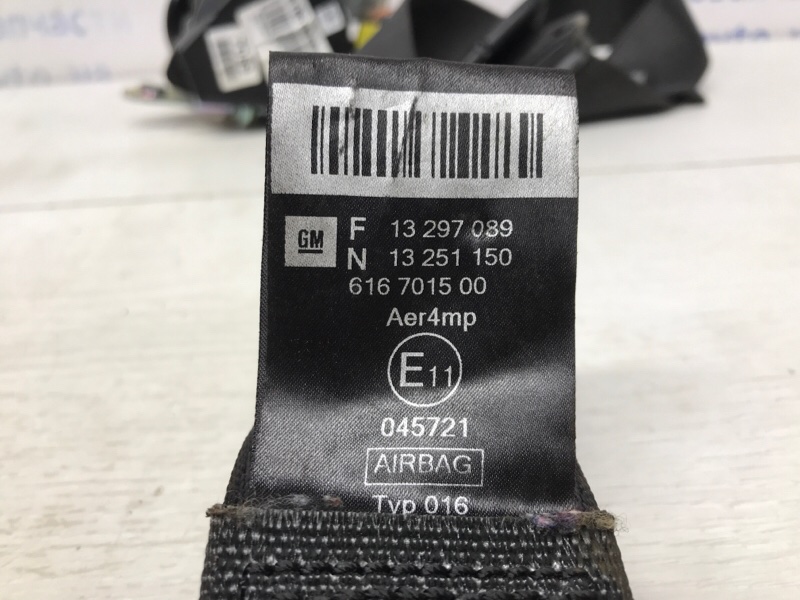 GM
F 13 297 089
N 13 251 150
616 7015 00
Aer4mp
E11
045721
AIRBAG
Typ 016